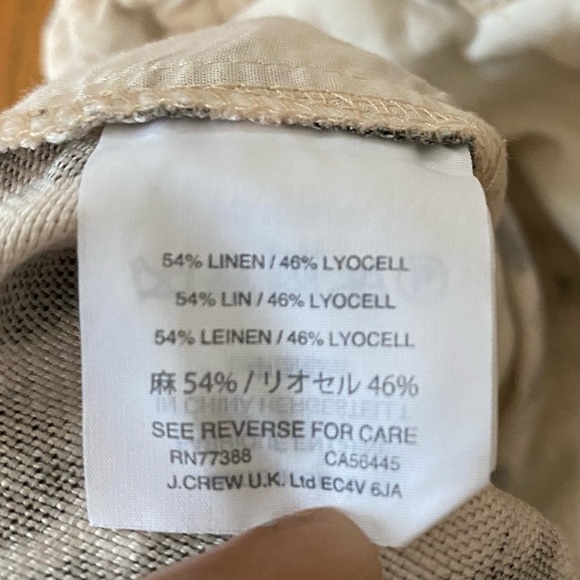 54% LINEN / 46% LYOCELL
54% LIN / 46% LYOCELL
54% LEINEN / 46% LYOCELL
麻 54% / リオセル 46%
SEE REVERSE FOR CARE
RN77388 CA56445
J.CREW U.K. Ltd EC4V 6JA